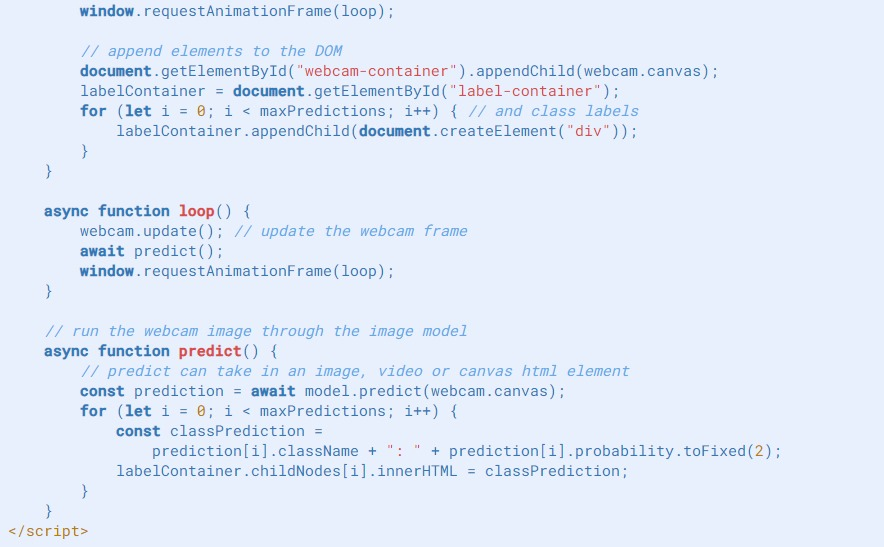 window.requestAnimationFrame(loop);

        // append elements to the DOM
        document.getElementById("webcam-container").appendChild(webcam.canvas);
        labelContainer = document.getElementById("label-container");
        for (let i = 0; i < maxPredictions; i++) { // and class labels
            labelContainer.appendChild(document.createElement("div"));
        }
    }

    async function loop() {
        webcam.update(); // update the webcam frame
        await predict();
        window.requestAnimationFrame(loop);
    }

    // run the webcam image through the image model
    async function predict() {
        // predict can take in an image, video or canvas html element
        const prediction = await model.predict(webcam.canvas);
        for (let i = 0; i < maxPredictions; i++) {
            const classPrediction =
                prediction[i].className + ": " + prediction[i].probability.toFixed(2);
            labelContainer.childNodes[i].innerHTML = classPrediction;
        }
    }
</script>